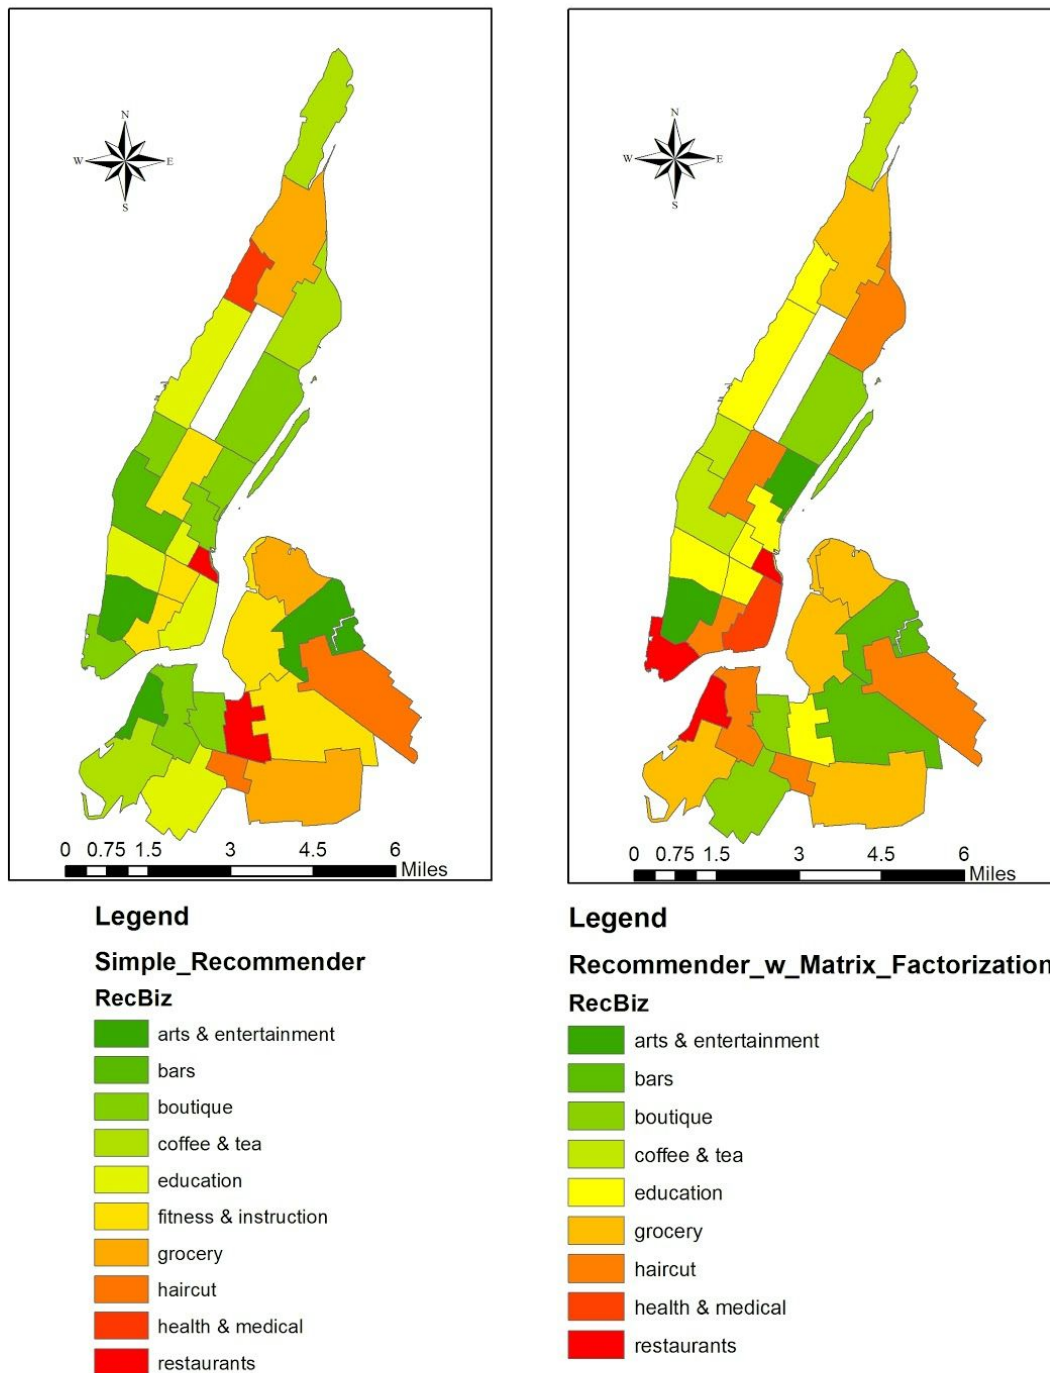 N
W E
S
0 0.75 1.5 3 4.5 6
Miles
Legend
Simple_Recommender
RecBiz
arts & entertainment
bars
boutique
coffee & tea
education
fitness & instruction
grocery
haircut
health & medical
restaurants
N
W E
S
0 0.75 1.5 3 4.5 6
Miles
Legend
Recommender_w_Matrix_Factorization
RecBiz
arts & entertainment
bars
boutique
coffee & tea
education
grocery
haircut
health & medical
restaurants